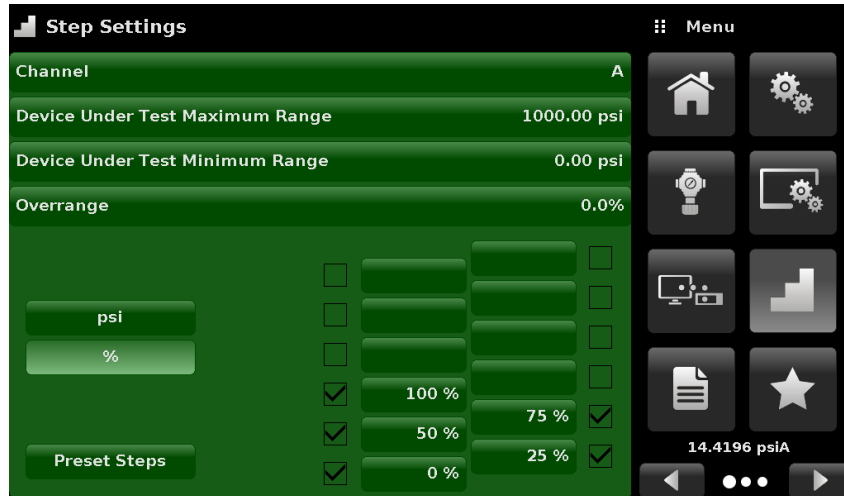 Step Settings
Menu
Channel A
Device Under Test Maximum Range 1000.00 psi
Device Under Test Minimum Range 0.00 psi
Overrange 0.0%
psi
%
100 %
75 %
50 %
25 %
0 %
Preset Steps
14.4196 psiA